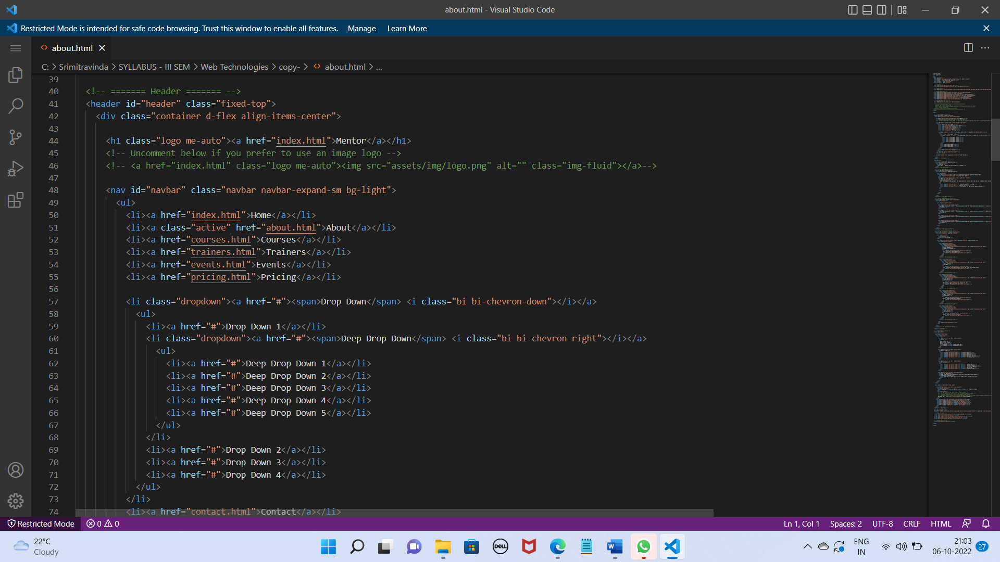 about.html - Visual Studio Code
Restricted Mode is intended for safe code browsing. Trust this window to enable all features. Manage Learn More
about.html
C: > Srimitravinda > SYLLABUS - III SEM > Web Technologies > copy- > about.html > ...
39
40 <!-- ======= Header ======= -->
41 <header id="header" class="fixed-top">
42 <div class="container d-flex align-items-center">
43
44 <h1 class="logo me-auto"><a href="index.html">Mentor</a></h1>
45 <!-- Uncomment below if you prefer to use an image logo -->
46 <!-- <a href="index.html" class="logo me-auto"><img src="assets/img/logo.png" alt="" class="img-fluid"></a>-->
47
48 <nav id="navbar" class="navbar navbar-expand-sm bg-light">
49 <ul>
50 <li><a href="index.html">Home</a></li>
51 <li><a class="active" href="about.html">About</a></li>
52 <li><a href="courses.html">Courses</a></li>
53 <li><a href="trainers.html">Trainers</a></li>
54 <li><a href="events.html">Events</a></li>
55 <li><a href="pricing.html">Pricing</a></li>
56
57 <li class="dropdown"><a href="#"><span>Drop Down</span> <i class="bi bi-chevron-down"></i></a>
58 <ul>
59 <li><a href="#">Drop Down 1</a></li>
60 <li class="dropdown"><a href="#"><span>Deep Drop Down</span> <i class="bi bi-chevron-right"></i></a>
61 <ul>
62 <li><a href="#">Deep Drop Down 1</a></li>
63 <li><a href="#">Deep Drop Down 2</a></li>
64 <li><a href="#">Deep Drop Down 3</a></li>
65 <li><a href="#">Deep Drop Down 4</a></li>
66 <li><a href="#">Deep Drop Down 5</a></li>
67 </ul>
68 </li>
69 <li><a href="#">Drop Down 2</a></li>
70 <li><a href="#">Drop Down 3</a></li>
71 <li><a href="#">Drop Down 4</a></li>
72 </ul>
73 </li>
74 <li><a href="contact.html">Contact</a></li>
Restricted Mode 0 0 Ln 1, Col 1 Spaces: 2 UTF-8 CRLF HTML
22°C
Cloudy
DELL
W
ENG
IN
21:03
06-10-2022
27